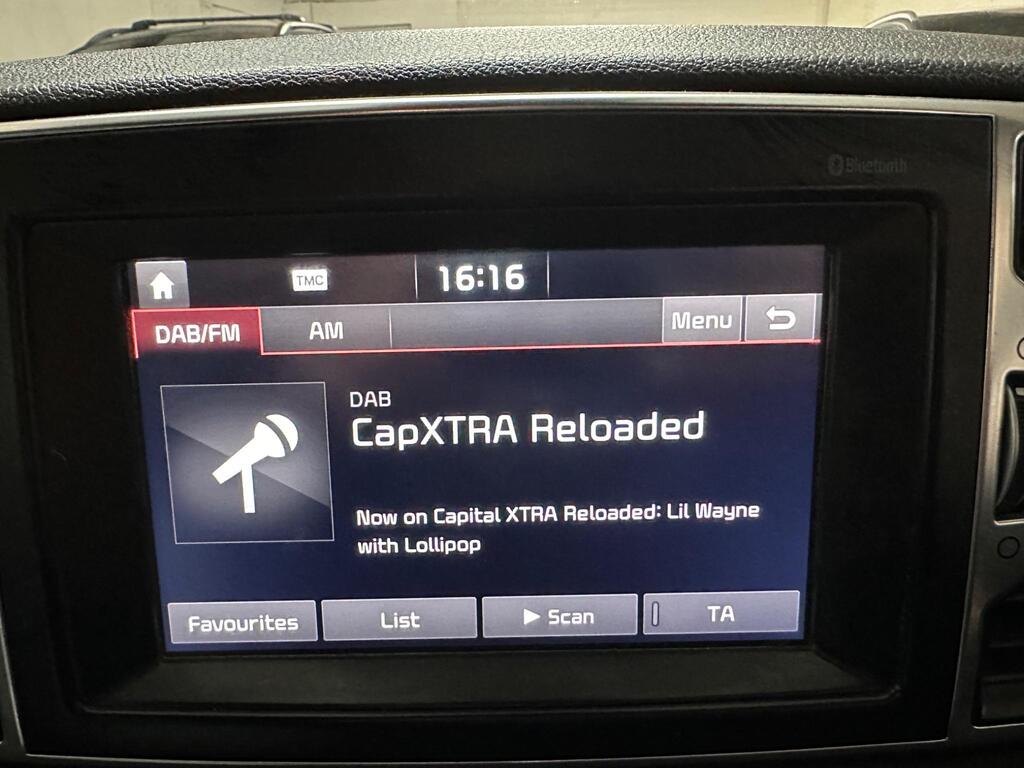 Bluetooth
TMC
16:16
DAB/FM
AM
Menu
DAB
CapXTRA Reloaded
Now on Capital XTRA Reloaded: Lil Wayne
with Lollipop
Favourites
List
Scan
TA